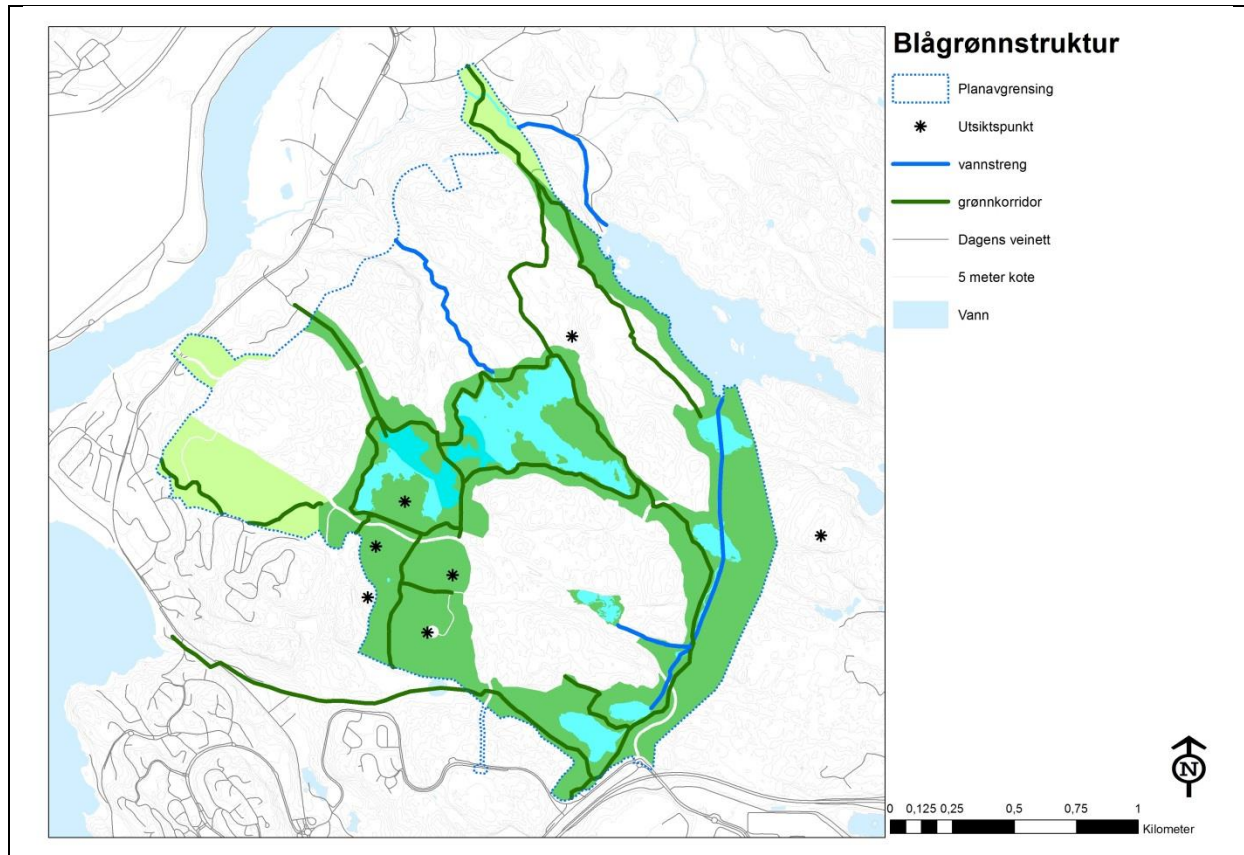 Blågrønnstruktur
Planavgrensing
Utsiktspunkt
vannstreng
grønnkorridor
Dagens veinett
5 meter kote
Vann
N
0 0,125 0,25 0,5 0,75 1
Kilometer